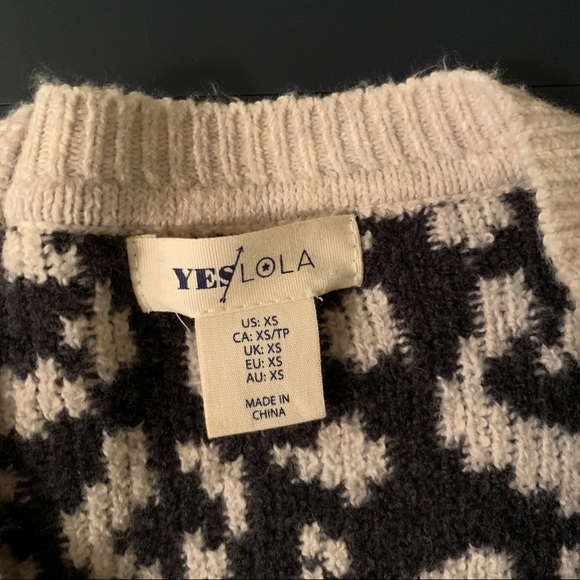 YES/LOLA
US: XS
CA: XS/TP
UK: XS
EU: XS
AU: XS
MADE IN
CHINA